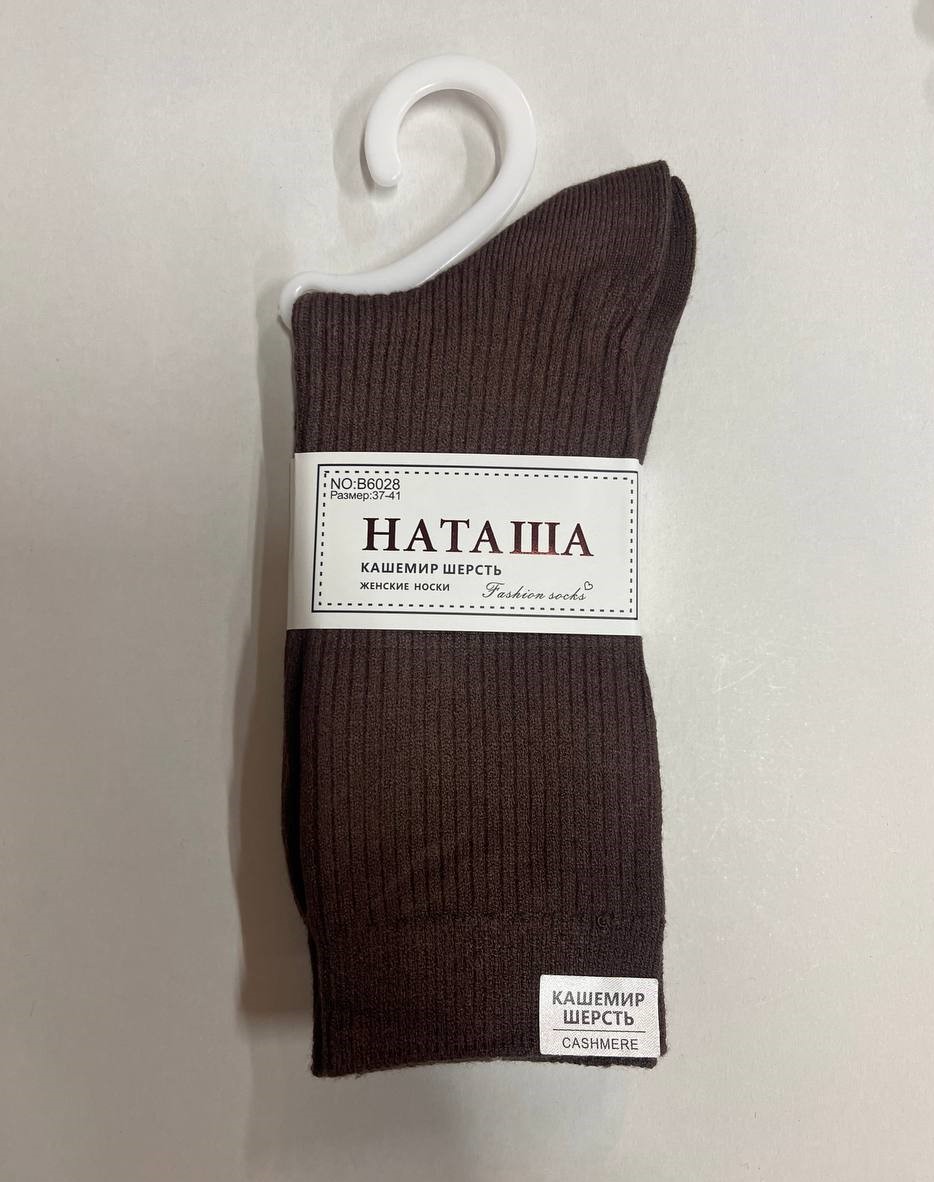 NO:B6028
Размер:37-41
НАТАША
КАШЕМИР ШЕРСТЬ
ЖЕНСКИЕ НОСКИ
Fashion socks
КАШЕМИР
ШЕРСТЬ
CASHMERE